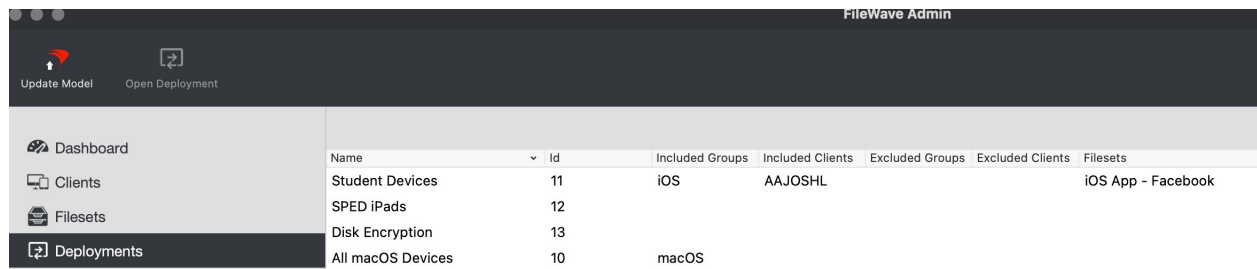 FileWave Admin
Update Model Open Deployment
Dashboard
Clients
Filesets
Deployments
Name Id Included Groups Included Clients Excluded Groups Excluded Clients Filesets
Student Devices 11 iOS AAJOSHL iOS App - Facebook
SPED iPads 12
Disk Encryption 13
All macOS Devices 10 macOS